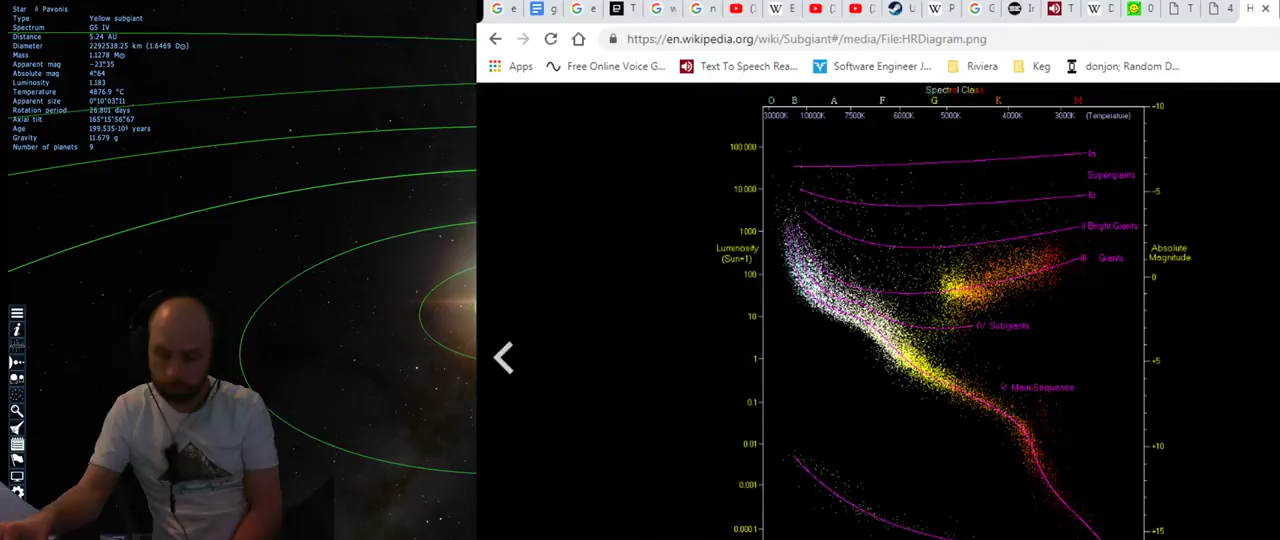 Star δ Pavonis
Type Yellow subgiant
Spectrum G5 IV
Distance 5.24 AU
Diameter 2292538.25 km (1.6469 D☉)
Mass 1.1278 M☉
Apparent mag −23.35
Absolute mag 4.64
Luminosity 1.183
Temperature 4876.9 °C
Apparent size 0°10'03.11
Rotation period 26.801 days
Axial tilt 165°15'56.67
Age years
Gravity 11.679 g
Number of planets 9
e g e T w n ( W E ( ( U W P G Ir T D 0 T 4 H
https://en.wikipedia.org/wiki/Subgiant#/media/File:HRDiagram.png
Apps Free Online Voice G... Text To Speech Rea... Software Engineer J... Riviera Keg donjon; Random D...
Spectral Class
O B A F G K M
30000K 10000K 7500K 6000K 5000K 4000K 3000K (Temperature)
−10
100 000
Ia
Supergiants
10 000
Ib
−5
1000
II Bright Giants
Luminosity
(Sun=1)
Absolute
Magnitude
III Giants
100
0
10
IV Subgiants
1
+5
V Main Sequence
0.1
0.01
+10
0.001
0.0001
+15